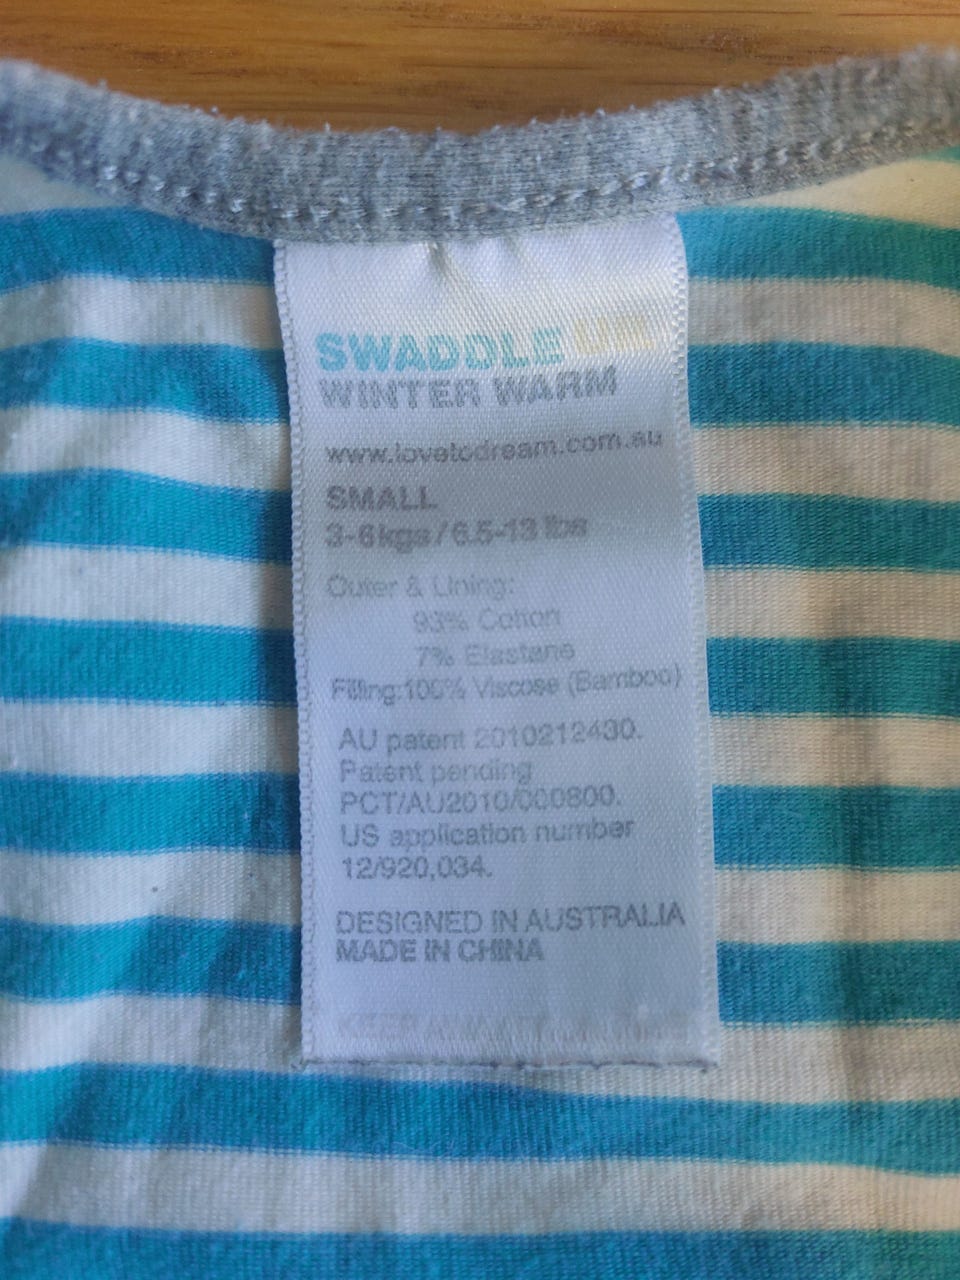 SWADDLE UP
WINTER WARM
www.lovetodream.com.au
SMALL
3-6kgs / 6.5-13 lbs
Outer & Lining:
93% Cotton
7% Elastane
Filling:100% Viscose (Bamboo)
AU patent 2010212430.
Patent pending
PCT/AU2010/000800.
US application number
12/920,034.
DESIGNED IN AUSTRALIA
MADE IN CHINA
KEEP AWAY